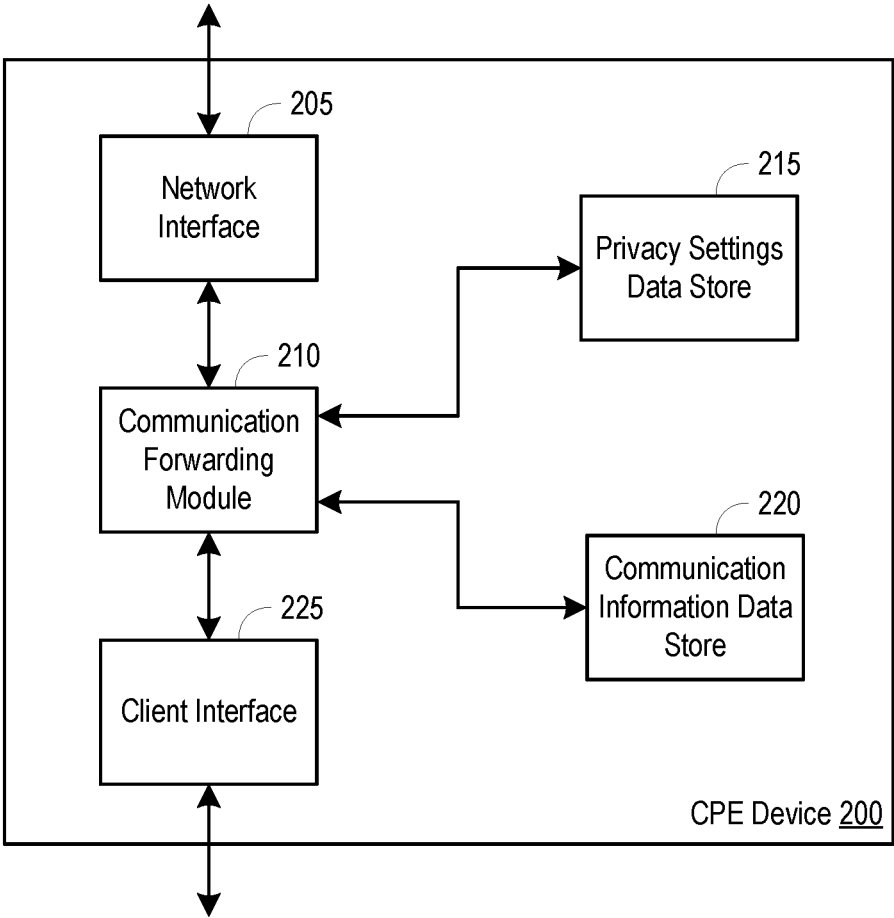 205
Network
Interface
215
Privacy Settings
Data Store
210
Communication
Forwarding
Module
220
Communication
Information Data
Store
225
Client Interface
CPE Device 200